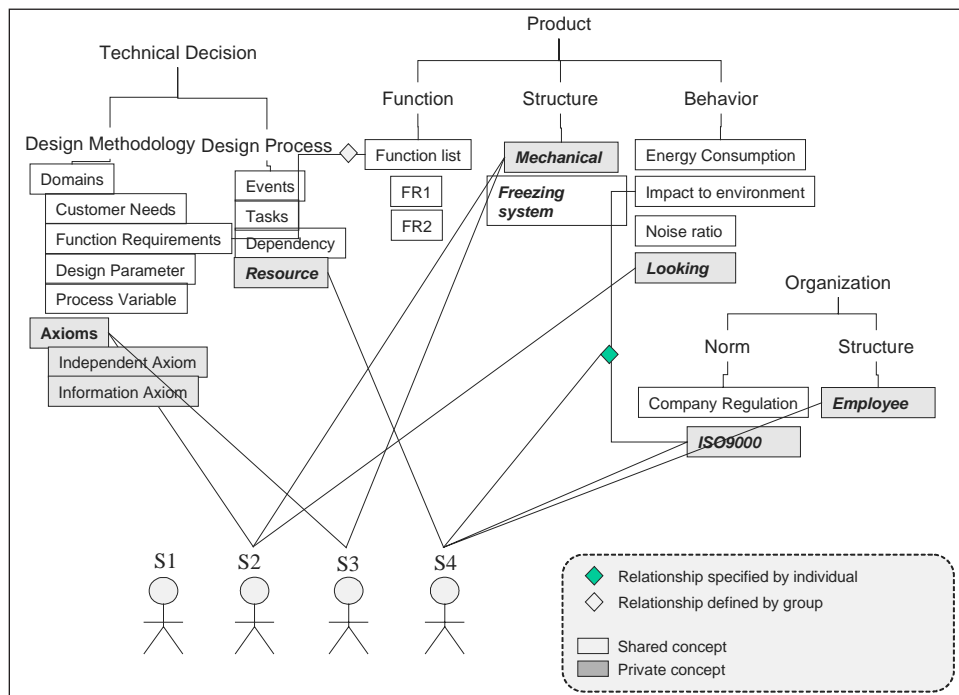 Product
Technical Decision
Function
Structure
Behavior
Design Methodology
Design Process
Function list
Mechanical
Energy Consumption
Domains
Events
FR1
Freezing
system
Impact to environment
Customer Needs
Tasks
FR2
Function Requirements
Dependency
Noise ratio
Design Parameter
Resource
Looking
Process Variable
Organization
Axioms
Norm
Structure
Independent Axiom
Information Axiom
Company Regulation
Employee
ISO9000
S1
S2
S3
S4
Relationship specified by individual
Relationship defined by group
Shared concept
Private concept